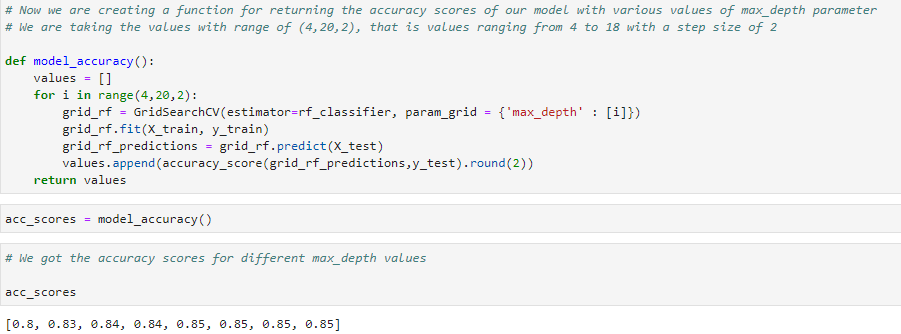 # Now we are creating a function for returning the accuracy scores of our model with various values of max_depth parameter
# We are taking the values with range of (4,20,2), that is values ranging from 4 to 18 with a step size of 2
def model_accuracy():
    values = []
    for i in range(4,20,2):
        grid_rf = GridSearchCV(estimator=rf_classifier, param_grid = {'max_depth' : [i]})
        grid_rf.fit(X_train, y_train)
        grid_rf_predictions = grid_rf.predict(X_test)
        values.append(accuracy_score(grid_rf_predictions,y_test).round(2))
    return values
acc_scores = model_accuracy()
# We got the accuracy scores for different max_depth values
acc_scores
[0.8, 0.83, 0.84, 0.84, 0.85, 0.85, 0.85, 0.85]